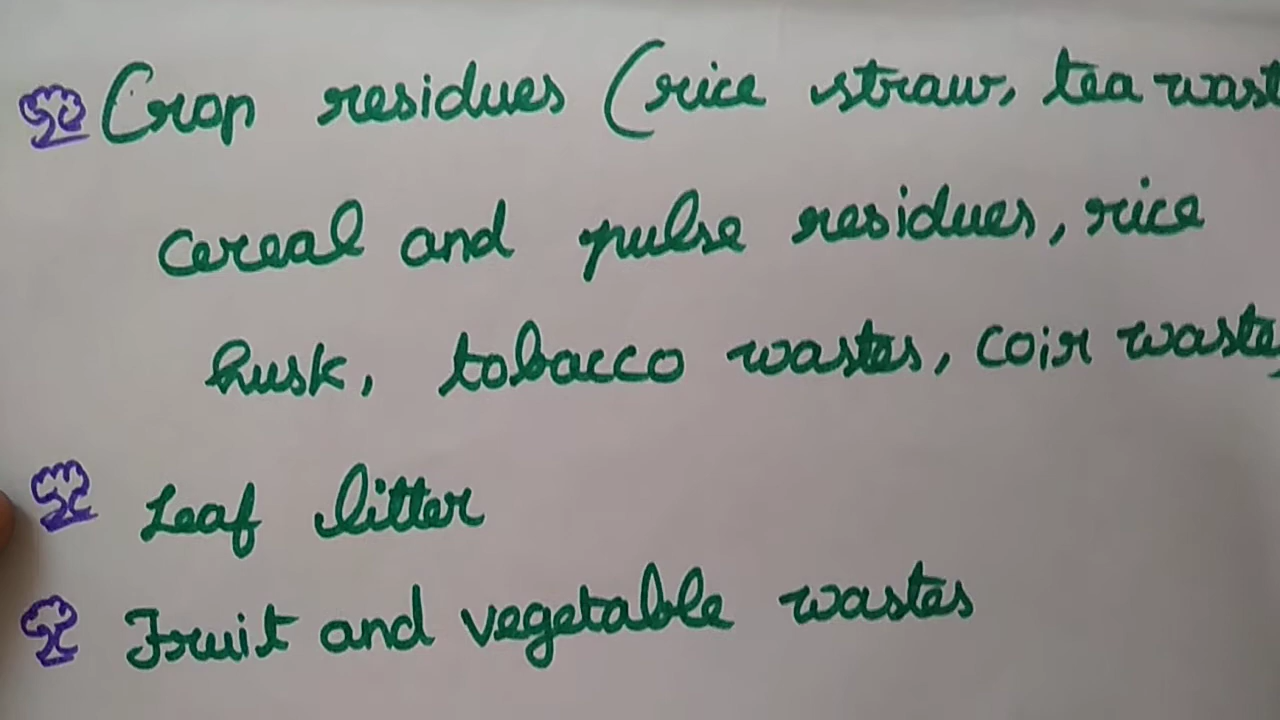 Crop residues (rice straw, tea wast
cereal and pulse residues, rice
husk, tobacco wastes, coir waste,
Leaf litter
Fruit and vegetable wastes